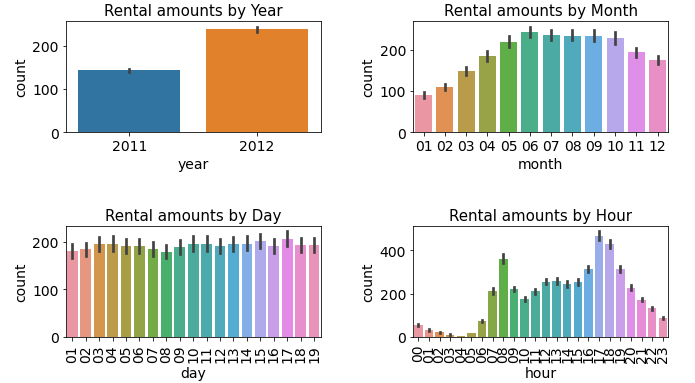 Rental amounts by Year
count
200
100
0
2011 2012
year
Rental amounts by Month
count
200
100
0
01 02 03 04 05 06 07 08 09 10 11 12
month
Rental amounts by Day
count
200
100
0
01 02 03 04 05 06 07 08 09 10 11 12 13 14 15 16 17 18 19
day
Rental amounts by Hour
count
400
200
0
00 01 02 03 04 05 06 07 08 09 10 11 12 13 14 15 16 17 18 19 20 21 22 23
hour